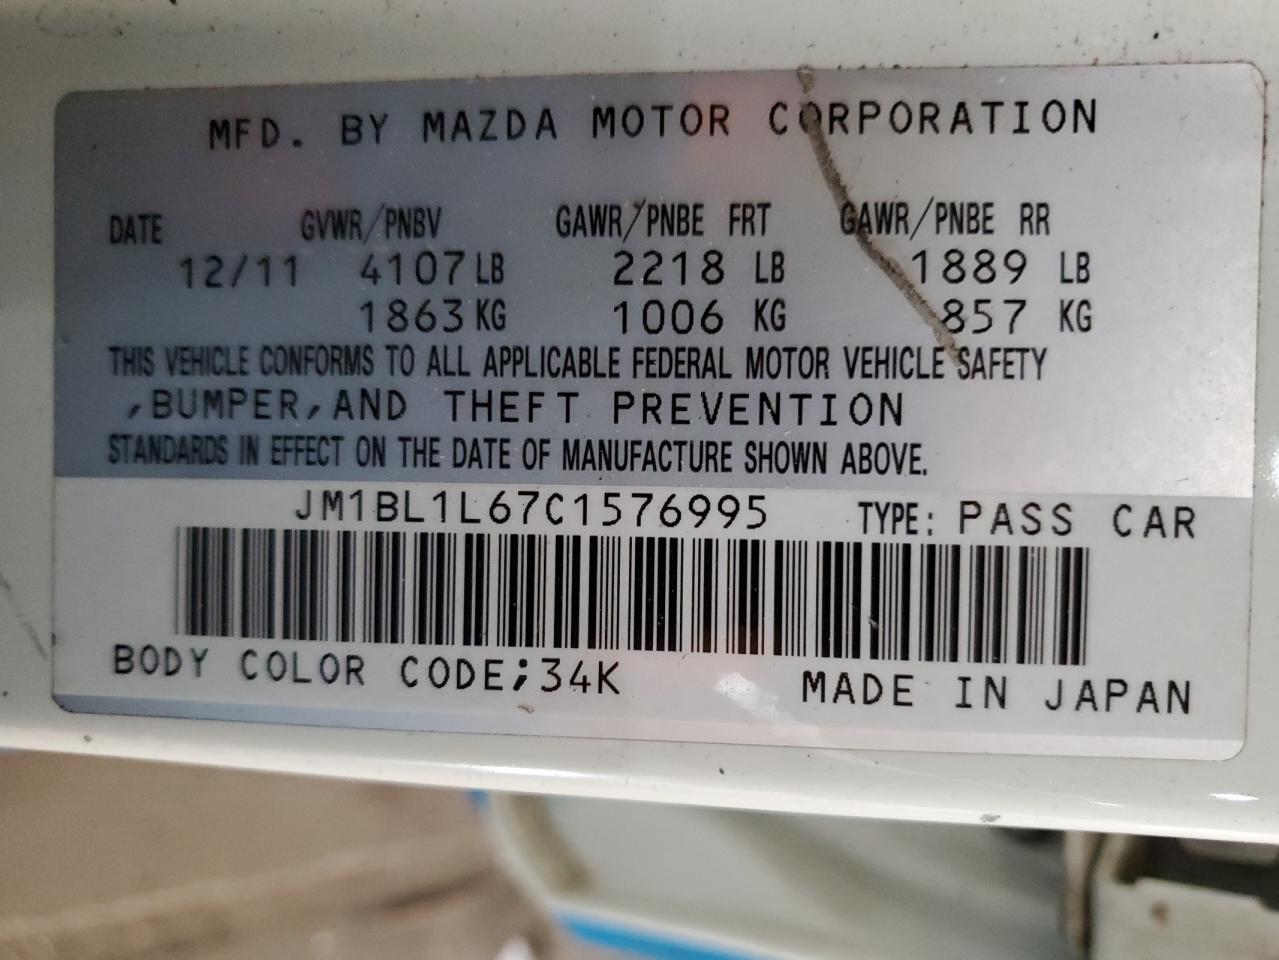 MFD. BY MAZDA MOTOR CORPORATION
DATE GVWR/PNBV GAWR/PNBE FRT GAWR/PNBE RR
12/11 4107 LB 2218 LB 1889 LB
1863 KG 1006 KG 857 KG
THIS VEHICLE CONFORMS TO ALL APPLICABLE FEDERAL MOTOR VEHICLE SAFETY
,BUMPER,AND THEFT PREVENTION
STANDARDS IN EFFECT ON THE DATE OF MANUFACTURE SHOWN ABOVE.
JM1BL1L67C1576995 TYPE: PASS CAR
BODY COLOR CODE;34K MADE IN JAPAN